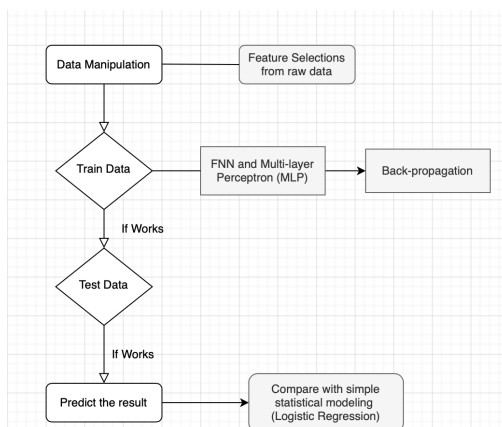 Data Manipulation
Feature Selections
from raw data
Train Data
FNN and Multi-layer
Perceptron (MLP)
Back-propagation
If Works
Test Data
If Works
Predict the result
Compare with simple
statistical modeling
(Logistic Regression)